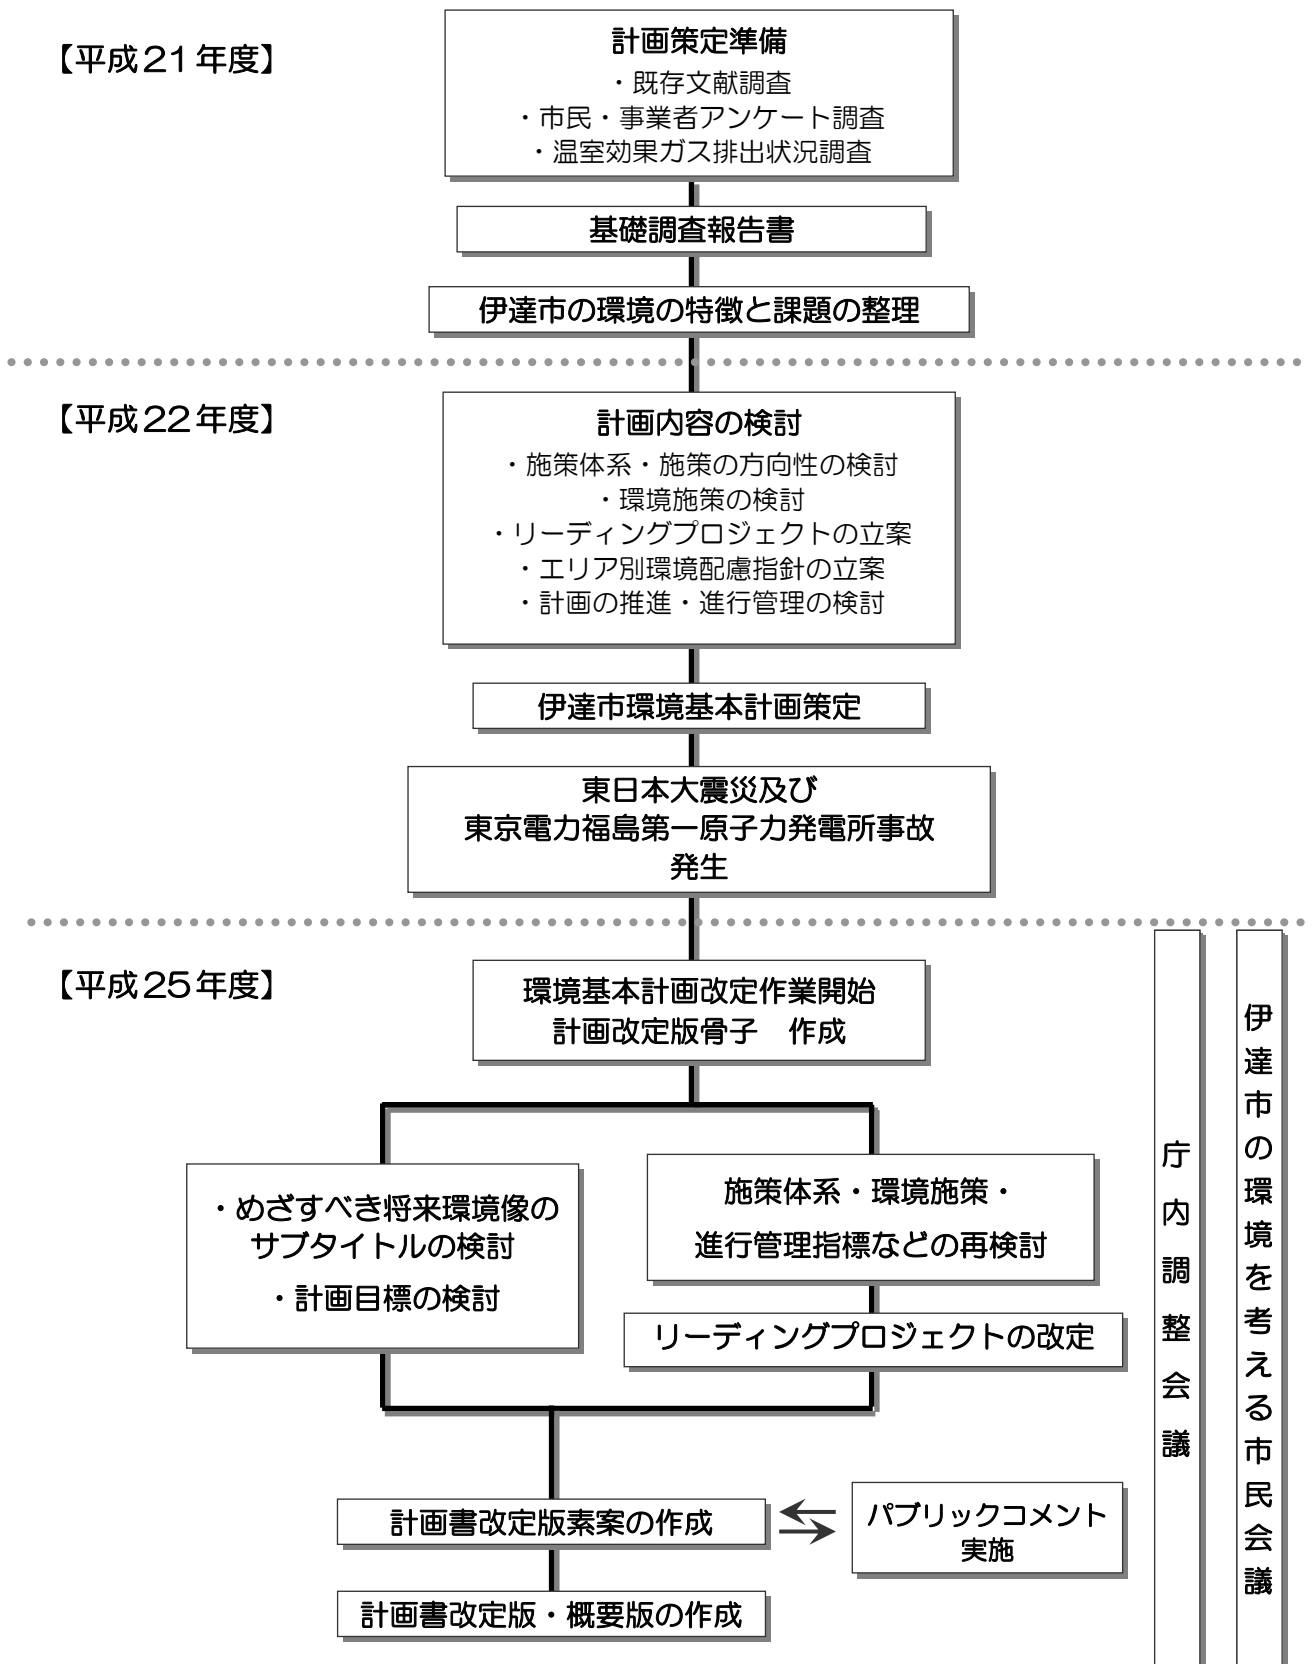 【平成21年度】
計画策定準備
・既存文献調査
・市民・事業者アンケート調査
・温室効果ガス排出状況調査
基礎調査報告書
伊達市の環境の特徴と課題の整理
【平成22年度】
計画内容の検討
・施策体系・施策の方向性の検討
・環境施策の検討
・リーディングプロジェクトの立案
・エリア別環境配慮指針の立案
・計画の推進・進行管理の検討
伊達市環境基本計画策定
東日本大震災及び
東京電力福島第一原子力発電所事故
発生
【平成25年度】
環境基本計画改定作業開始
計画改定版骨子　作成
・めざすべき将来環境像の
サブタイトルの検討
・計画目標の検討
施策体系・環境施策・
進行管理指標などの再検討
リーディングプロジェクトの改定
計画書改定版素案の作成
パブリックコメント
実施
計画書改定版・概要版の作成
庁内調整会議
伊達市の環境を考える市民会議